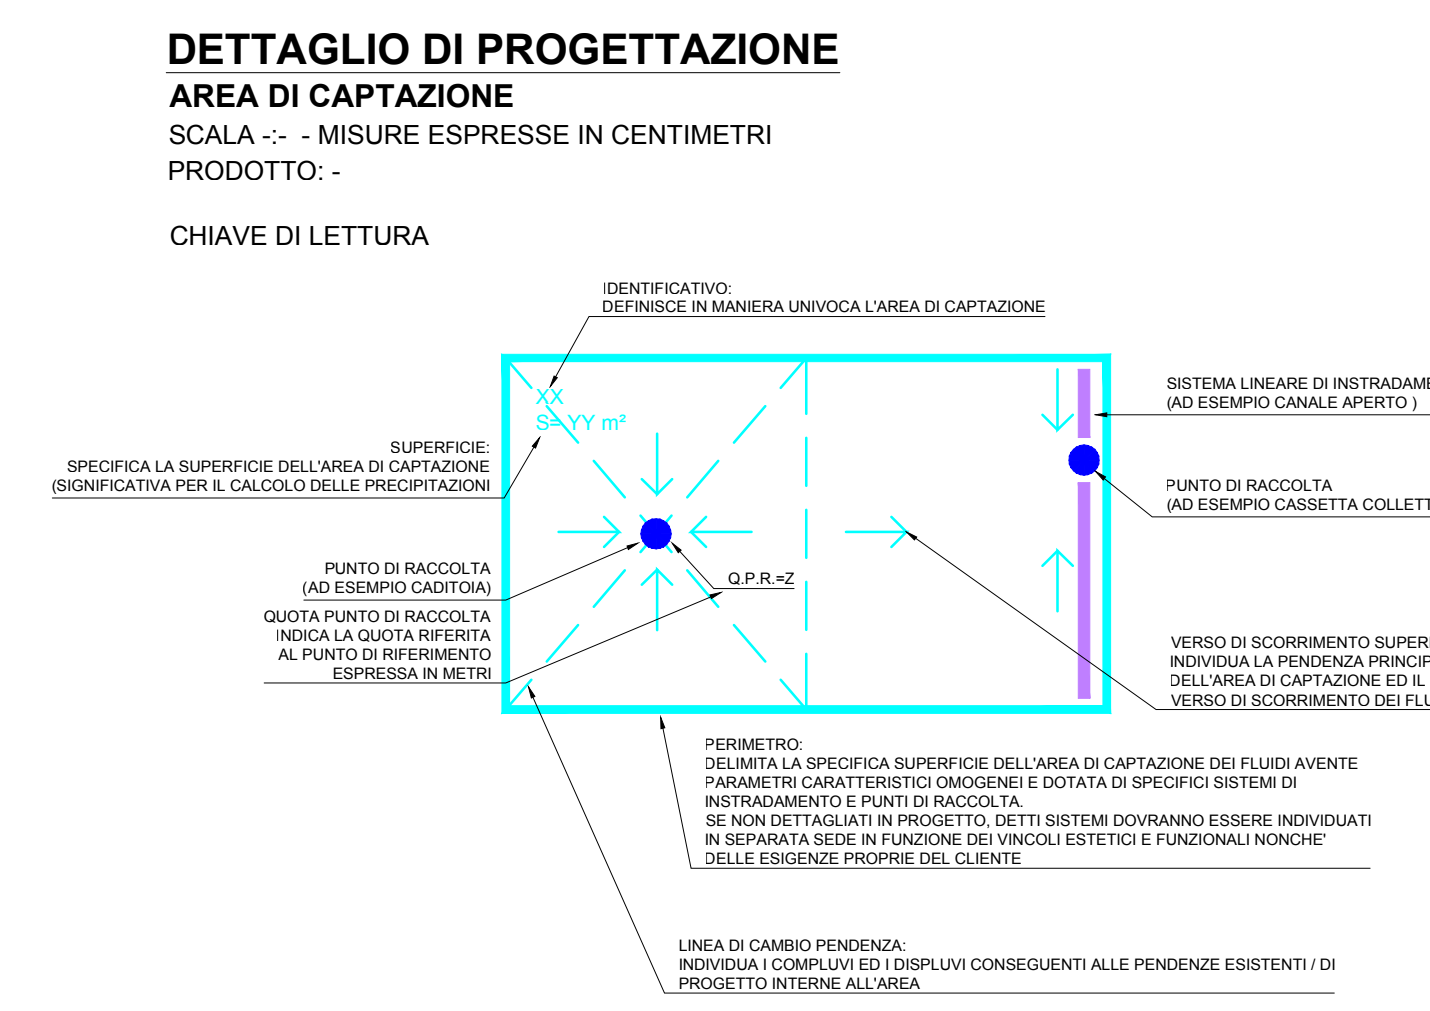 DETTAGLIO DI PROGETTAZIONE
AREA DI CAPTAZIONE
SCALA -:- - MISURE ESPRESSE IN CENTIMETRI
PRODOTTO: -
CHIAVE DI LETTURA
IDENTIFICATIVO:
DEFINISCE IN MANIERA UNIVOCA L'AREA DI CAPTAZIONE
XX
S= YY m²
SISTEMA LINEARE DI
(AD ESEMPIO CANALE APERTO )
SUPERFICIE:
SPECIFICA LA SUPERFICIE DELL'AREA DI CAPTAZIONE
(SIGNIFICATIVA PER IL CALCOLO DELLE PRECIPITAZIONI
PUNTO DI RACCOLTA
(AD ESEMPIO CASSETTA
PUNTO DI RACCOLTA
(AD ESEMPIO CADITOIA)
Q.P.R.=Z
QUOTA PUNTO DI RACCOLTA
INDICA LA QUOTA RIFERITA
AL PUNTO DI RIFERIMENTO
ESPRESSA IN METRI
VERSO DI SCORRIMENTO
INDIVIDUA LA PENDENZA
DELL'AREA DI CAPTAZIONE ED IL
VERSO DI SCORRIMENTO DEI
PERIMETRO:
DELIMITA LA SPECIFICA SUPERFICIE DELL'AREA DI CAPTAZIONE DEI FLUIDI AVENTE
PARAMETRI CARATTERISTICI OMOGENEI E DOTATA DI SPECIFICI SISTEMI DI
INSTRADAMENTO E PUNTI DI RACCOLTA.
SE NON DETTAGLIATI IN PROGETTO, DETTI SISTEMI DOVRANNO ESSERE INDIVIDUATI
IN SEPARATA SEDE IN FUNZIONE DEI VINCOLI ESTETICI E FUNZIONALI NONCHE'
DELLE ESIGENZE PROPRIE DEL CLIENTE
LINEA DI CAMBIO PENDENZA:
INDIVIDUA I COMPLUVI ED I DISPLUVI CONSEGUENTI ALLE PENDENZE ESISTENTI / DI
PROGETTO INTERNE ALL'AREA